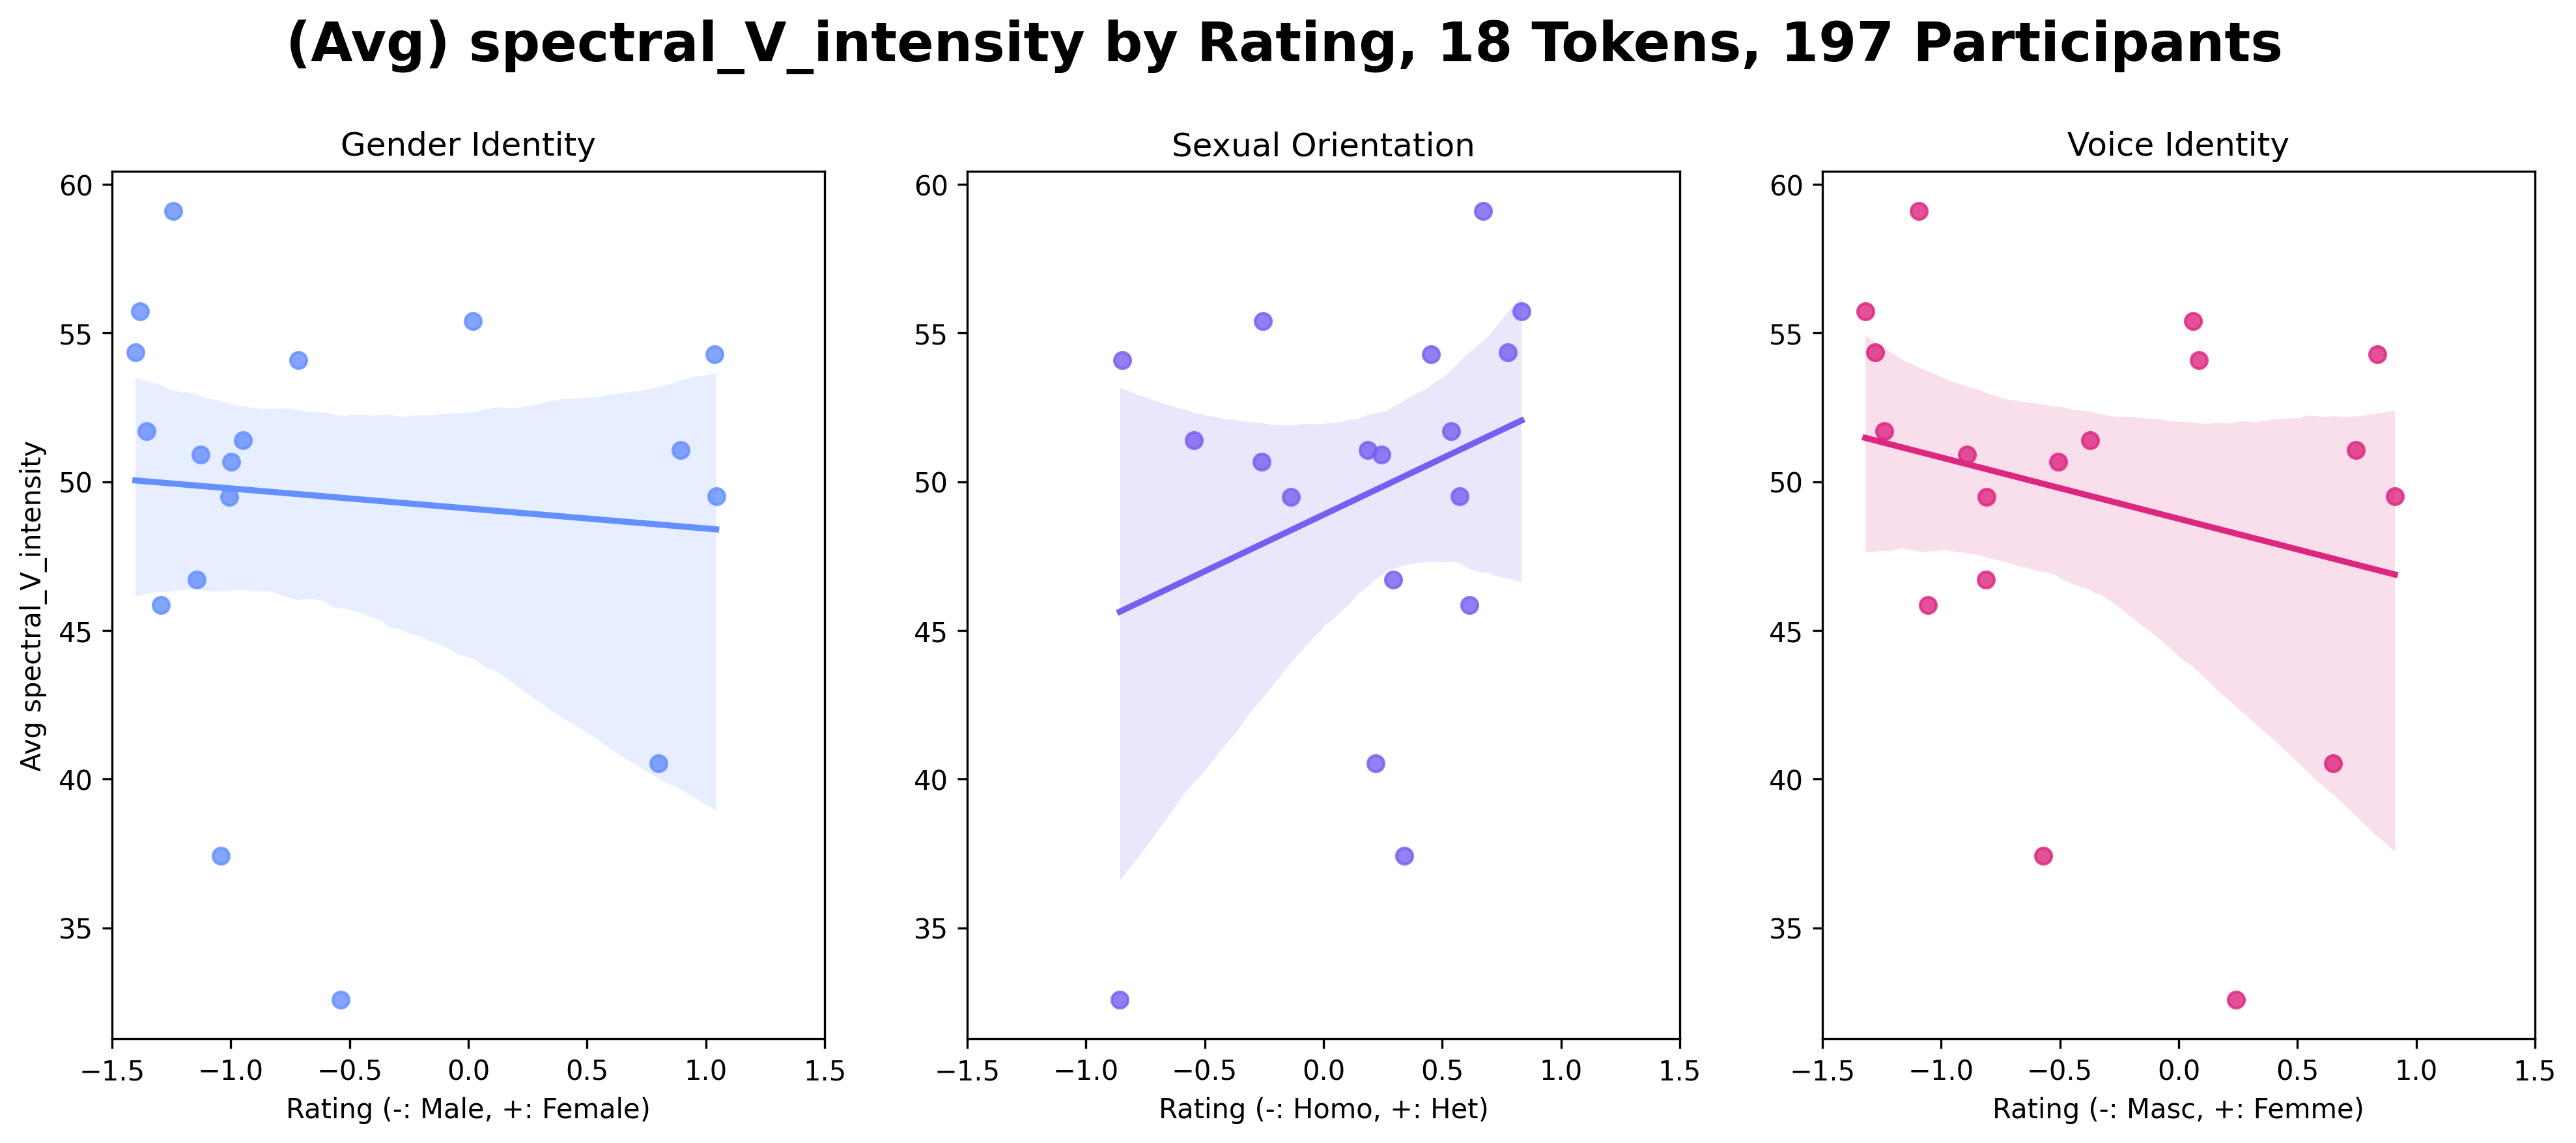 (Avg) spectral_V_intensity by Rating, 18 Tokens, 197 Participants
Gender Identity
Avg spectral_V_intensity
60
55
50
45
40
35
−1.5 −1.0 −0.5 0.0 0.5 1.0 1.5
Rating (-: Male, +: Female)
Sexual Orientation
60
55
50
45
40
35
−1.5 −1.0 −0.5 0.0 0.5 1.0 1.5
Rating (-: Homo, +: Het)
Voice Identity
60
55
50
45
40
35
−1.5 −1.0 −0.5 0.0 0.5 1.0 1.5
Rating (-: Masc, +: Femme)